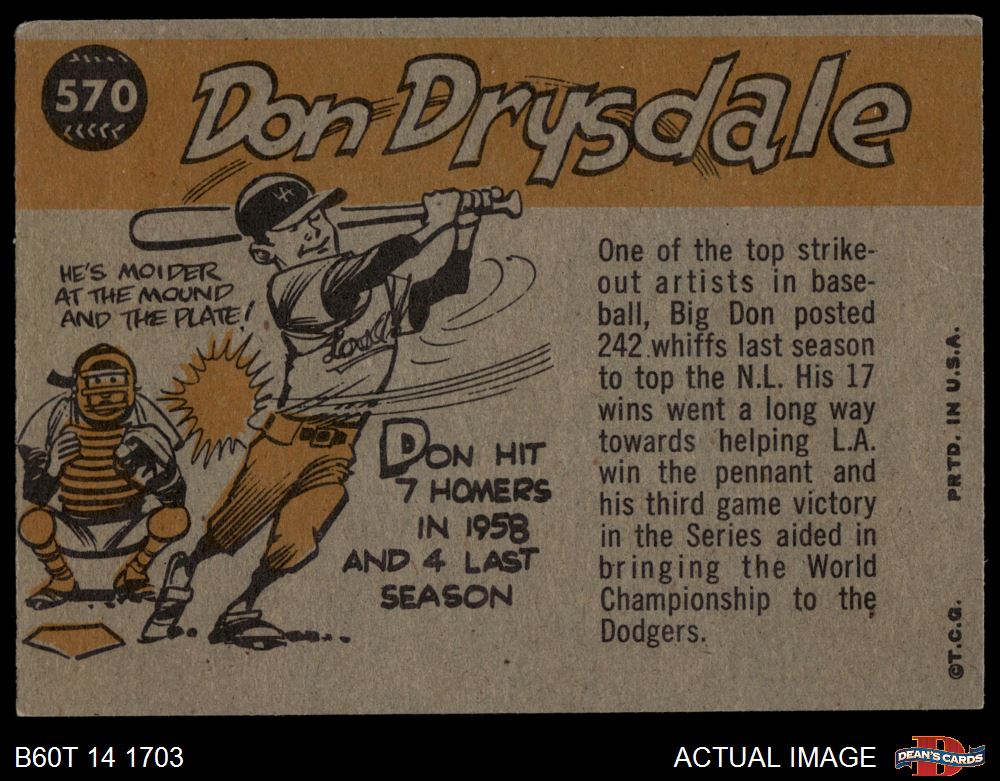 570
Don Drysdale
HE'S MOIDER
AT THE MOUND
AND THE PLATE!
DON HIT
7 HOMERS
IN 1958
AND 4 LAST
SEASON
One of the top strike-
out artists in base-
ball, Big Don posted
242 whiffs last season
to top the N.L. His 17
wins went a long way
towards helping L.A.
win the pennant and
his third game victory
in the Series aided in
bringing the World
Championship to the
Dodgers.
PRTD. IN U.S.A.
©T.C.G.
B60T 14 1703
ACTUAL IMAGE
D
DEAN'S CARDS